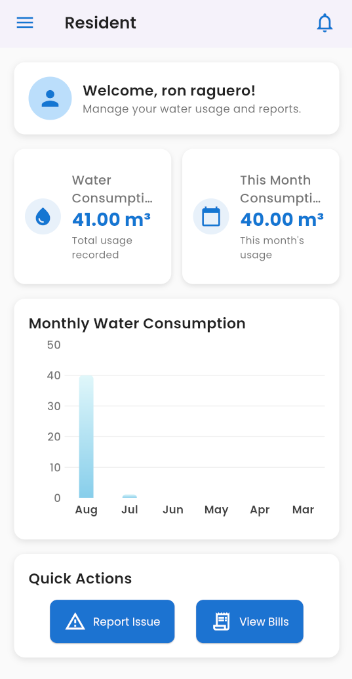 Resident
Welcome, ron raguero!
Manage your water usage and reports.
Water
Consumpti...
41.00 m³
Total usage
recorded
This Month
Consumpti...
40.00 m³
This month's
usage
Monthly Water Consumption
50
40
30
20
10
0
Aug Jul Jun May Apr Mar
Quick Actions
Report Issue
View Bills